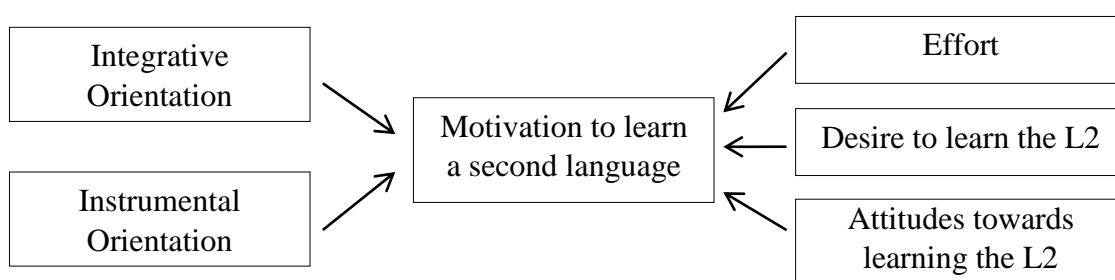 Integrative
Orientation
Instrumental
Orientation
Motivation to learn
a second language
Effort
Desire to learn the L2
Attitudes towards
learning the L2